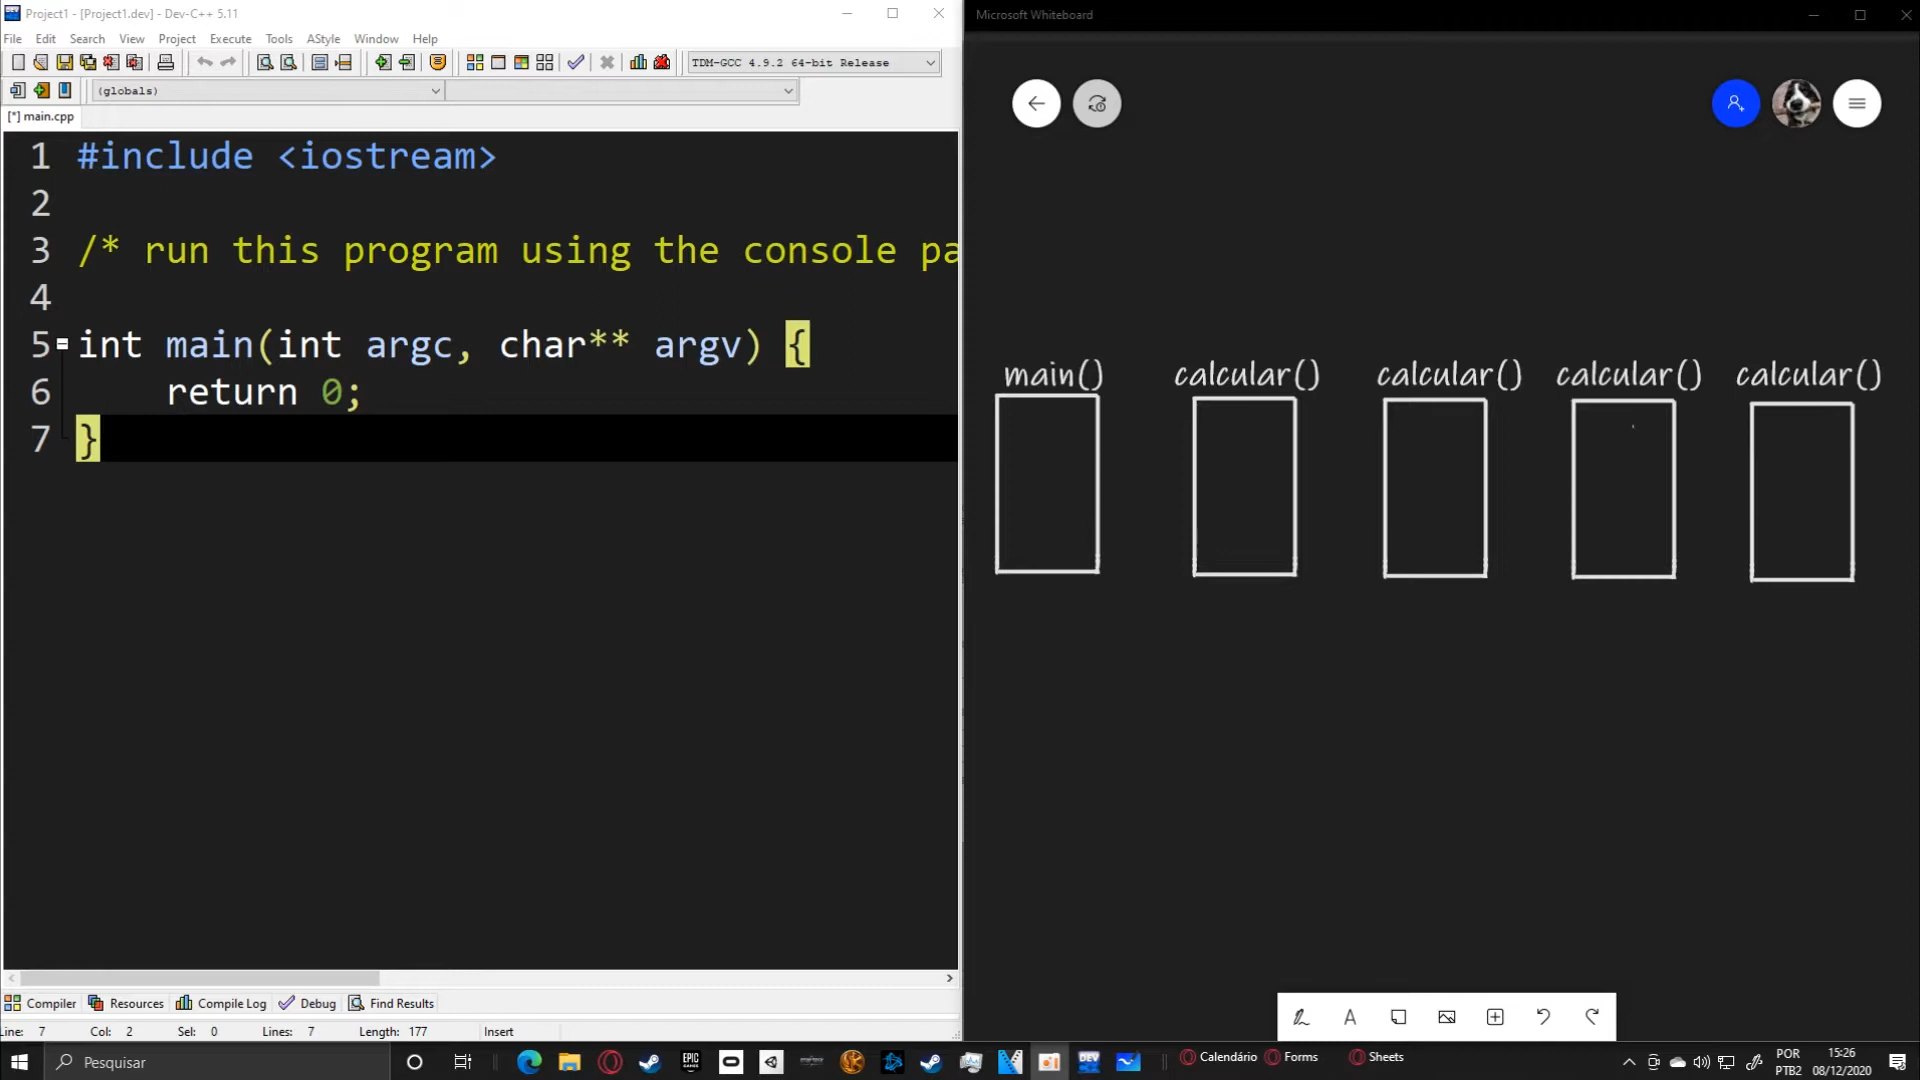 Project1 - [Project1.dev] - Dev-C++ 5.11
File Edit Search View Project Execute Tools AStyle Window Help
TDM-GCC 4.9.2 64-bit Release
(globals)
[*] main.cpp
1 #include <iostream>
2
3 /* run this program using the console pa
4
5 int main(int argc, char** argv) {
6 return 0;
7 }
Compiler Resources Compile Log Debug Find Results
Line: 7 Col: 2 Sel: 0 Lines: 7 Length: 177 Insert
Microsoft Whiteboard
main() calcular() calcular() calcular() calcular()
Pesquisar
EPIC GAMES
DEV
Calendário Forms Sheets
POR
PTB2
15:26
08/12/2020